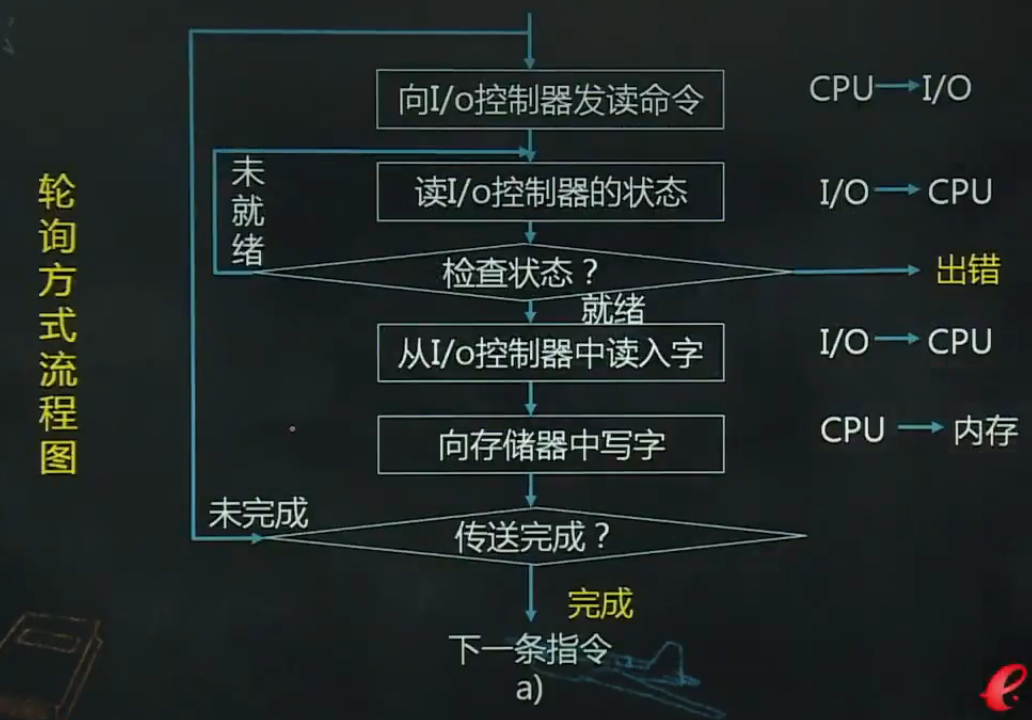 轮询方式流程图
向I/o控制器发读命令
CPU→I/O
未就绪
读I/o控制器的状态
I/O→CPU
检查状态？
出错
就绪
从I/o控制器中读入字
I/O→CPU
向存储器中写字
CPU→内存
未完成
传送完成？
完成
下一条指令
a)
e